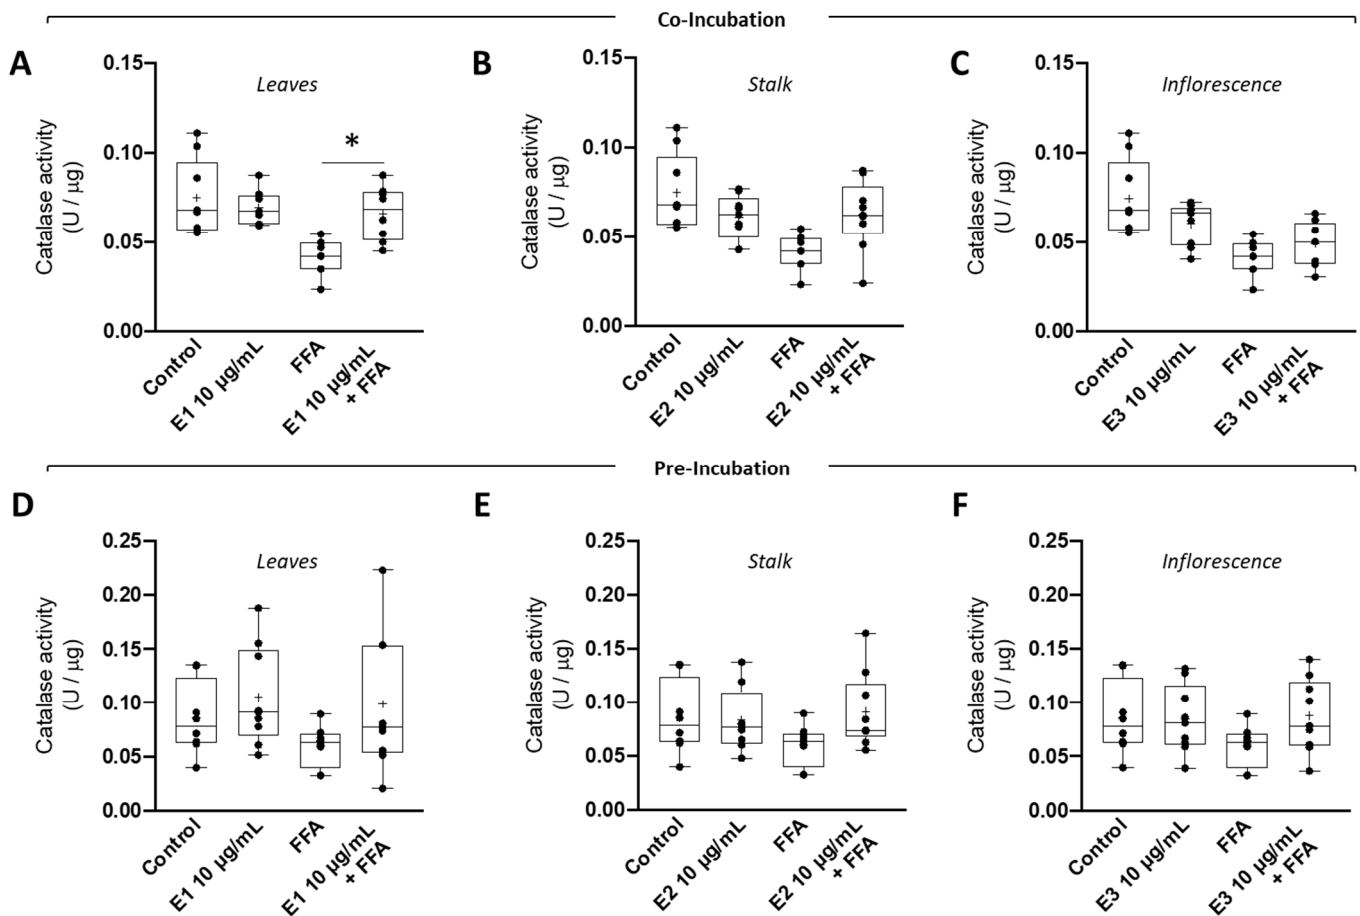 Co-Incubation
A
Leaves
Catalase activity
(U / µg)
0.15
0.10
0.05
0.00
*
Control
E1 10 µg/mL
FFA
E1 10 µg/mL
+ FFA
B
Stalk
Catalase activity
(U / µg)
0.15
0.10
0.05
0.00
Control
E2 10 µg/mL
FFA
E2 10 µg/mL
+ FFA
C
Inflorescence
Catalase activity
(U / µg)
0.15
0.10
0.05
0.00
Control
E3 10 µg/mL
FFA
E3 10 µg/mL
+ FFA
Pre-Incubation
D
Leaves
Catalase activity
(U / µg)
0.25
0.20
0.15
0.10
0.05
0.00
Control
E1 10 µg/mL
FFA
E1 10 µg/mL
+ FFA
E
Stalk
Catalase activity
(U / µg)
0.25
0.20
0.15
0.10
0.05
0.00
Control
E2 10 µg/mL
FFA
E2 10 µg/mL
+ FFA
F
Inflorescence
Catalase activity
(U / µg)
0.25
0.20
0.15
0.10
0.05
0.00
Control
E3 10 µg/mL
FFA
E3 10 µg/mL
+ FFA